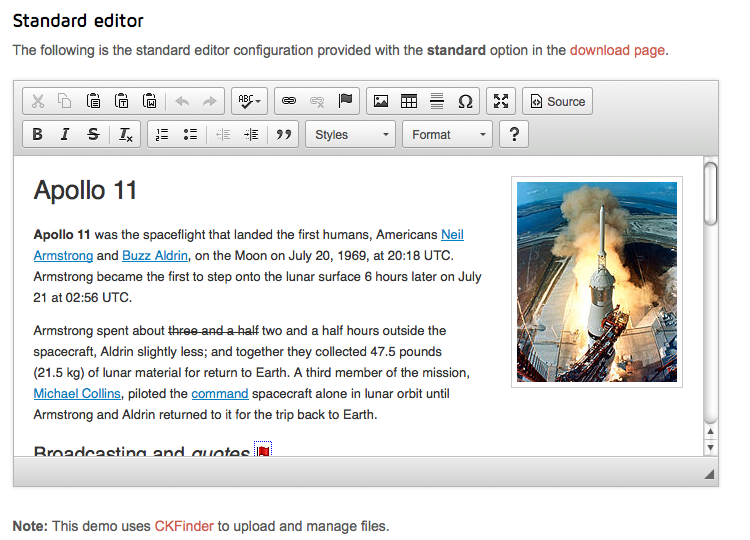 Standard editor
The following is the standard editor configuration provided with the standard option in the download page.
ABC
Source
B I S Ix
Styles
Format
?
Apollo 11
Apollo 11 was the spaceflight that landed the first humans, Americans Neil
Armstrong and Buzz Aldrin, on the Moon on July 20, 1969, at 20:18 UTC.
Armstrong became the first to step onto the lunar surface 6 hours later on July
21 at 02:56 UTC.
Armstrong spent about three and a half two and a half hours outside the
spacecraft, Aldrin slightly less; and together they collected 47.5 pounds
(21.5 kg) of lunar material for return to Earth. A third member of the mission,
Michael Collins, piloted the command spacecraft alone in lunar orbit until
Armstrong and Aldrin returned to it for the trip back to Earth.
Broadcasting and quotes
Note: This demo uses CKFinder to upload and manage files.